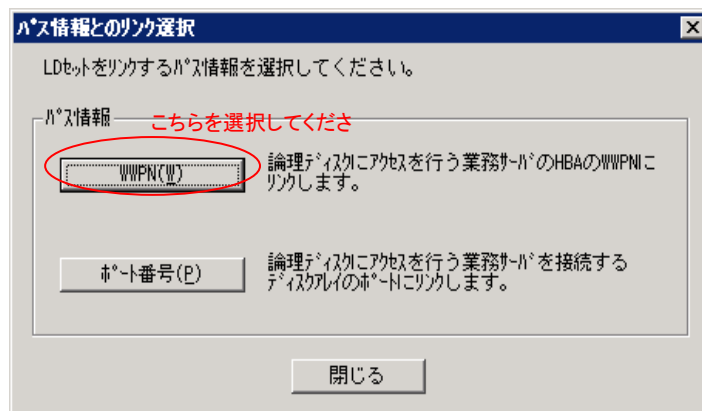 ﾊﾟｽ情報とのﾘﾝｸ選択
LDｾｯﾄをﾘﾝｸするﾊﾟｽ情報を選択してください。
ﾊﾟｽ情報
こちらを選択してくださ
WWPN(W)
論理ﾃﾞｨｽｸにｱｸｾｽを行う業務ｻｰﾊﾞのHBAのWWPNに
ﾘﾝｸします。
ﾎﾟｰﾄ番号(P)
論理ﾃﾞｨｽｸにｱｸｾｽを行う業務ｻｰﾊﾞを接続する
ﾃﾞｨｽｸｱﾚｲのﾎﾟｰﾄにﾘﾝｸします。
閉じる